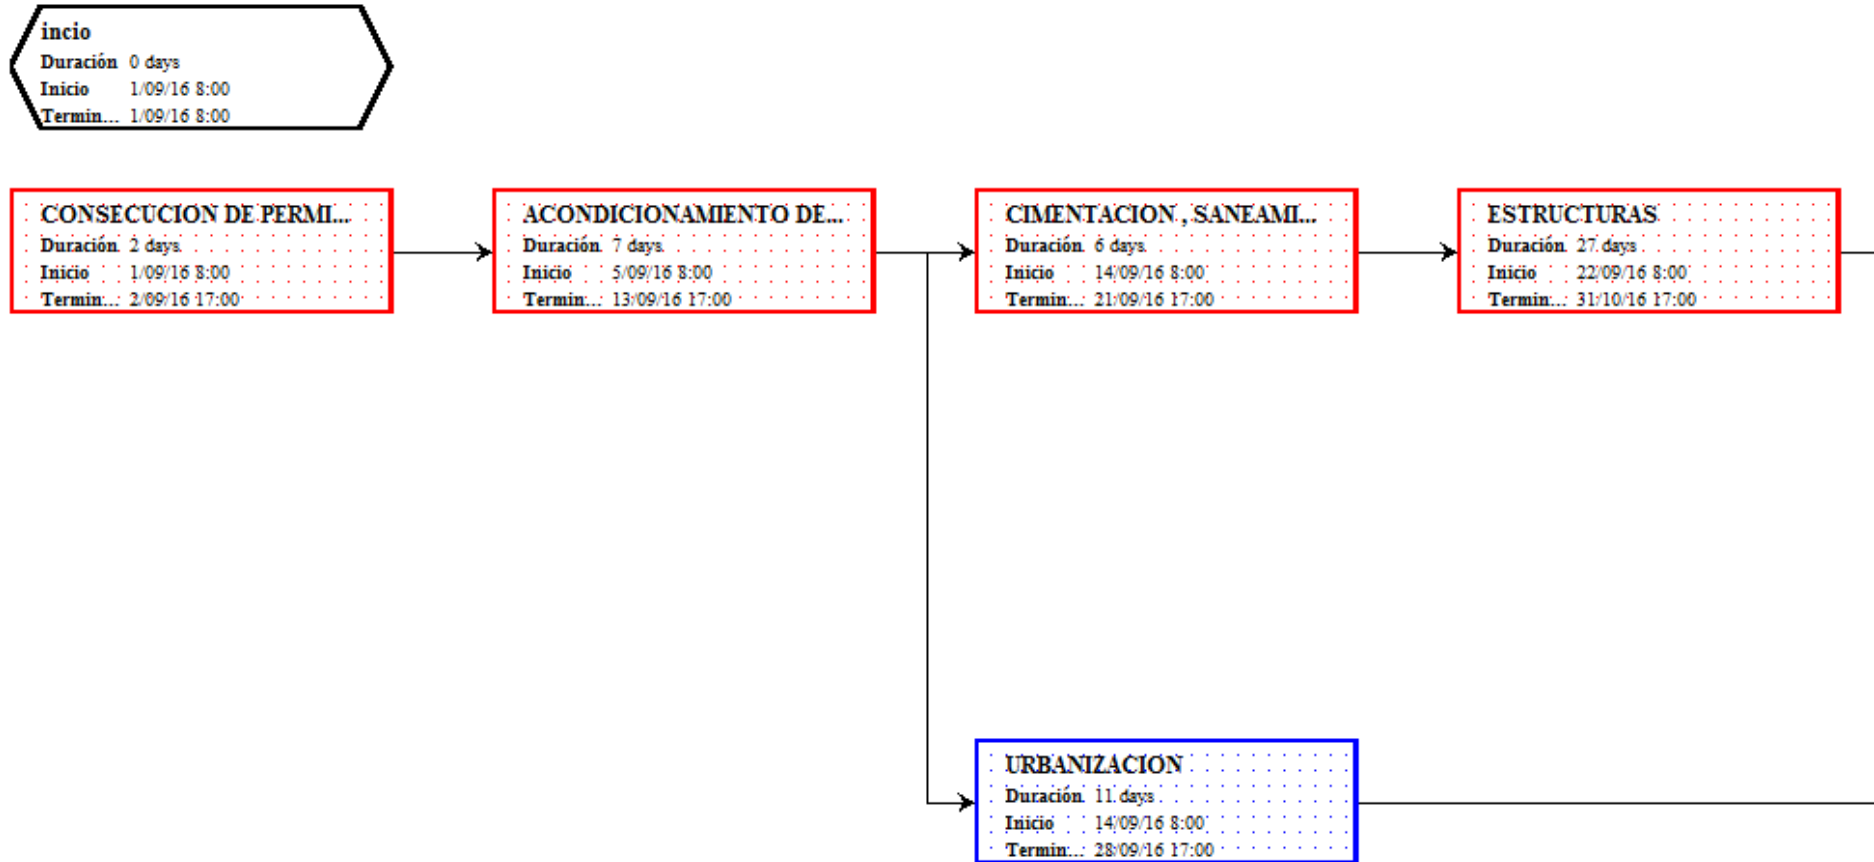 incio
Duración 0 days
Inicio 1/09/16 8:00
Termin... 1/09/16 8:00
CONSECUCION DE PERMI...
Duración 2 days
Inicio 1/09/16 8:00
Termin... 2/09/16 17:00
ACONDICIONAMIENTO DE...
Duración 7 days
Inicio 5/09/16 8:00
Termin... 13/09/16 17:00
CIMENTACION , SANEAMI...
Duración 6 days
Inicio 14/09/16 8:00
Termin... 21/09/16 17:00
ESTRUCTURAS
Duración 27 days
Inicio 22/09/16 8:00
Termin... 31/10/16 17:00
URBANIZACION
Duración 11 days
Inicio 14/09/16 8:00
Termin... 28/09/16 17:00